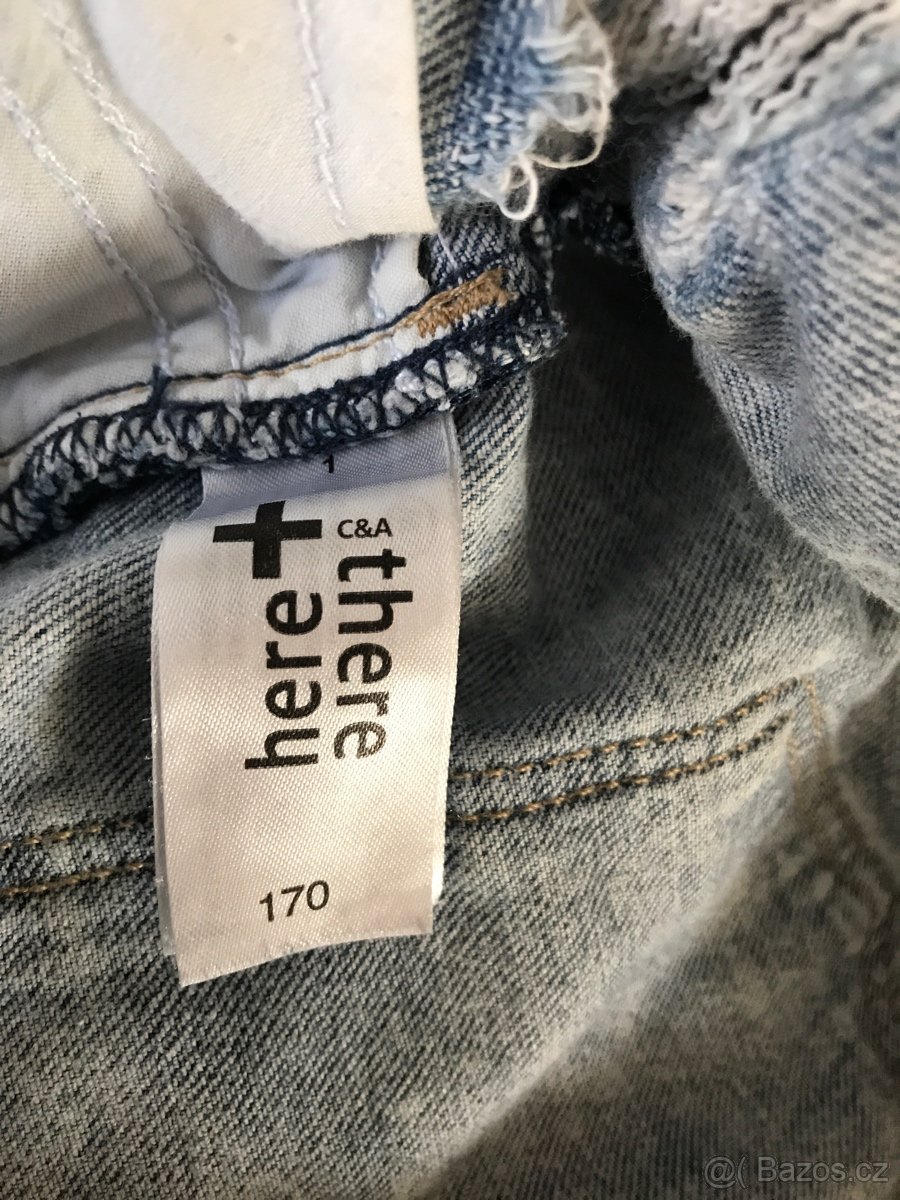 1
here+
C&A
there
170
@( Bazos.cz